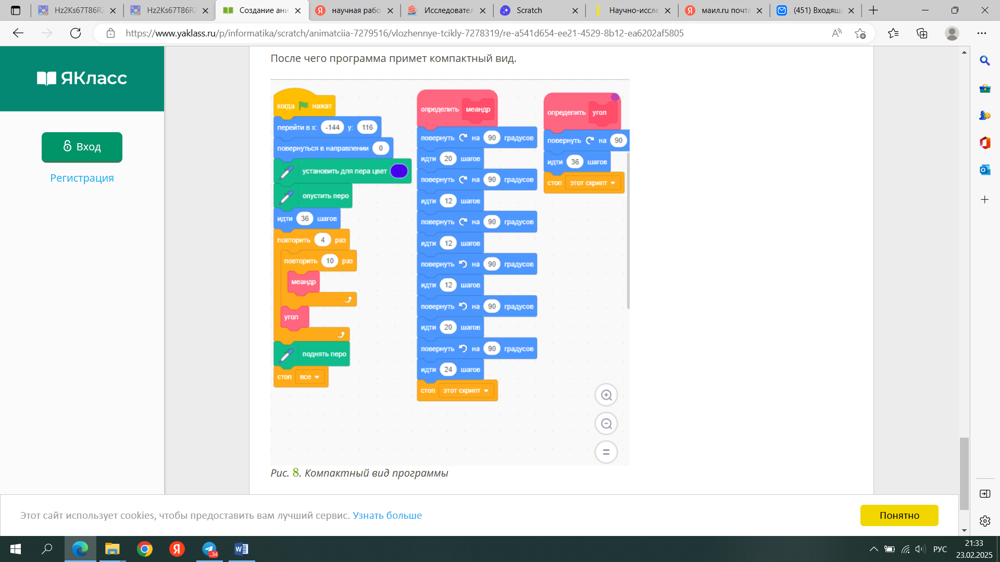 Hz2Ks67T86RZ
Hz2Ks67T86RZ
Создание ани
научная рабо
Исследовател
Scratch
Научно-иссле
маил.ru почта
(451) Входящи
https://www.yaklass.ru/p/informatika/scratch/animatciia-7279516/vlozhennye-tcikly-7278319/re-a541d654-ee21-4529-8b12-ea6202af5805
ЯКласс
Вход
Регистрация
После чего программа примет компактный вид.
когда нажат
перейти в x: -144 y: 116
повернуться в направлении 0
установить для пера цвет
опустить перо
идти 36 шагов
повторить 4 раз
повторить 10 раз
меандр
угол
поднять перо
стоп все
определить меандр
повернуть на 90 градусов
идти 20 шагов
повернуть на 90 градусов
идти 12 шагов
повернуть на 90 градусов
идти 12 шагов
повернуть на 90 градусов
идти 12 шагов
повернуть на 90 градусов
идти 20 шагов
повернуть на 90 градусов
идти 24 шагов
стоп этот скрипт
определить угол
повернуть на 90
идти 36 шагов
стоп этот скрипт
Рис. 8. Компактный вид программы
Этот сайт использует cookies, чтобы предоставить вам лучший сервис. Узнать больше
Понятно
34
РУС
21:33
23.02.2025